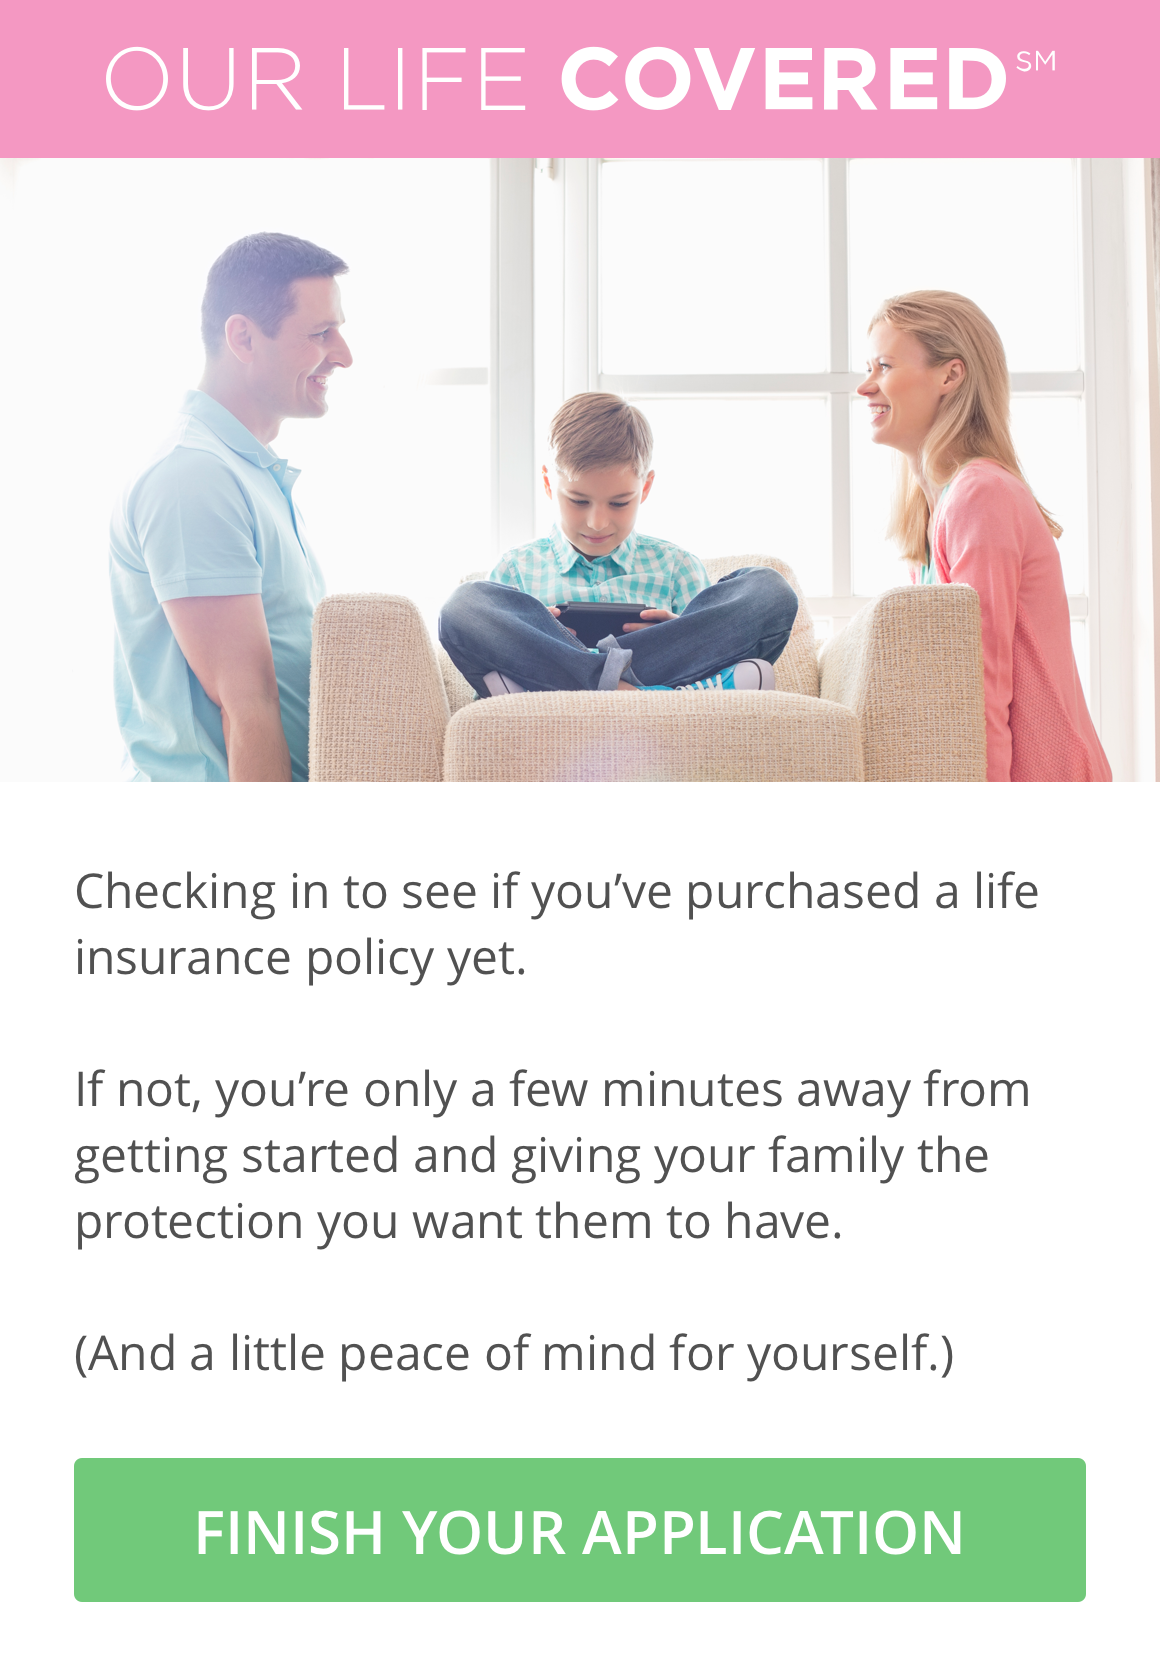 OUR LIFE COVERED℠
Checking in to see if you’ve purchased a life
insurance policy yet.
If not, you’re only a few minutes away from
getting started and giving your family the
protection you want them to have.
(And a little peace of mind for yourself.)
FINISH YOUR APPLICATION